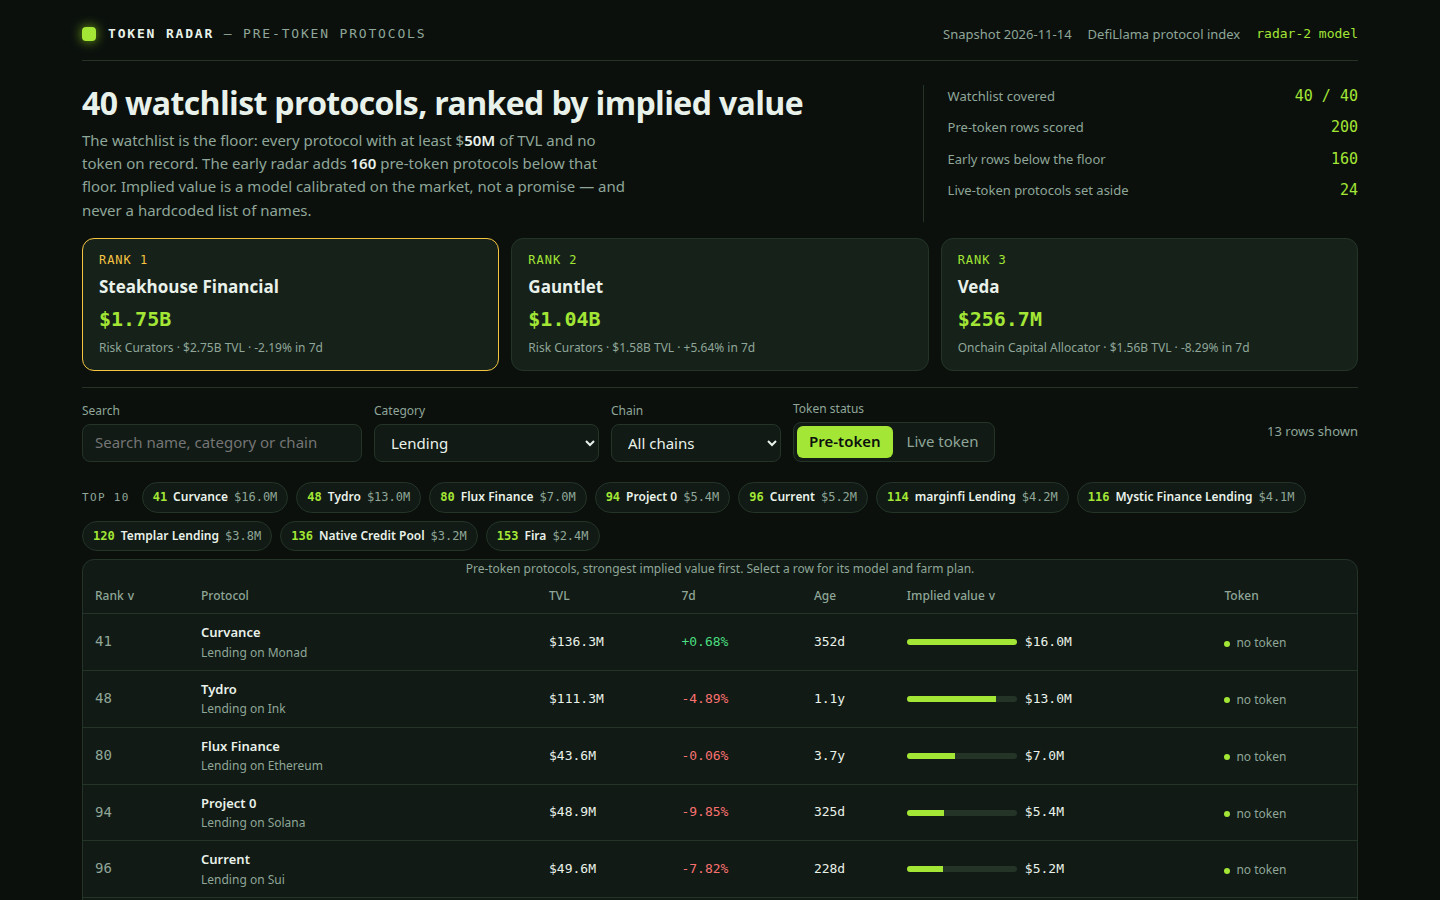 TOKEN RADAR — PRE-TOKEN PROTOCOLS
Snapshot 2026-11-14 DefiLlama protocol index radar-2 model
40 watchlist protocols, ranked by implied value
The watchlist is the floor: every protocol with at least $50M of TVL and no
token on record. The early radar adds 160 pre-token protocols below that
floor. Implied value is a model calibrated on the market, not a promise — and
never a hardcoded list of names.
Watchlist covered 40 / 40
Pre-token rows scored 200
Early rows below the floor 160
Live-token protocols set aside 24
RANK 1
Steakhouse Financial
$1.75B
Risk Curators · $2.75B TVL · -2.19% in 7d
RANK 2
Gauntlet
$1.04B
Risk Curators · $1.58B TVL · +5.64% in 7d
RANK 3
Veda
$256.7M
Onchain Capital Allocator · $1.56B TVL · -8.29% in 7d
Search
Search name, category or chain
Category
Lending
Chain
All chains
Token status
Pre-token Live token
13 rows shown
TOP 10 41 Curvance $16.0M 48 Tydro $13.0M 80 Flux Finance $7.0M 94 Project 0 $5.4M 96 Current $5.2M 114 marginfi Lending $4.2M 116 Mystic Finance Lending $4.1M
120 Templar Lending $3.8M 136 Native Credit Pool $3.2M 153 Fira $2.4M
Pre-token protocols, strongest implied value first. Select a row for its model and farm plan.
Rank v Protocol TVL 7d Age Implied value v Token
41 Curvance $136.3M +0.68% 352d $16.0M no token
Lending on Monad
48 Tydro $111.3M -4.89% 1.1y $13.0M no token
Lending on Ink
80 Flux Finance $43.6M -0.06% 3.7y $7.0M no token
Lending on Ethereum
94 Project 0 $48.9M -9.85% 325d $5.4M no token
Lending on Solana
96 Current $49.6M -7.82% 228d $5.2M no token
Lending on Sui